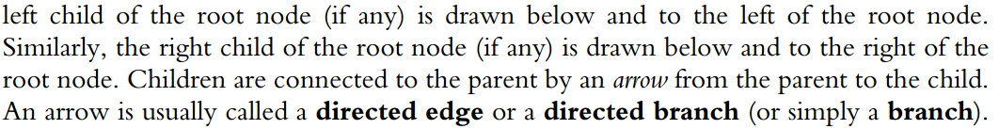 left child of the root node (if any) is drawn below and to the left of the root node.
Similarly, the right child of the root node (if any) is drawn below and to the right of the
root node. Children are connected to the parent by an arrow from the parent to the child.
An arrow is usually called a directed edge or a directed branch (or simply a branch).